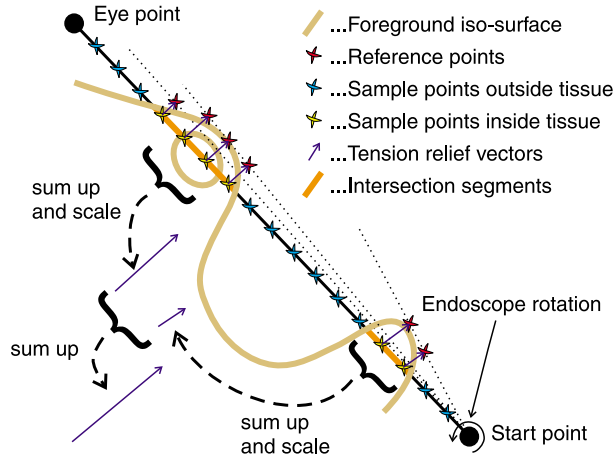 Eye point
...Foreground iso-surface
...Reference points
...Sample points outside tissue
...Sample points inside tissue
...Tension relief vectors
...Intersection segments
sum up
and scale
Endoscope rotation
sum up
sum up
and scale
Start point